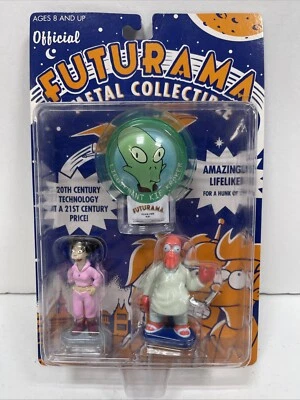 AGES 8 AND UP
Official
FUTURAMA
METAL COLLECTIBLE
20TH CENTURY
TECHNOLOGY
AT A 21ST CENTURY
PRICE!
AMAZINGLY
LIFELIKE
FOR A HUNK OF
FUTURAMA